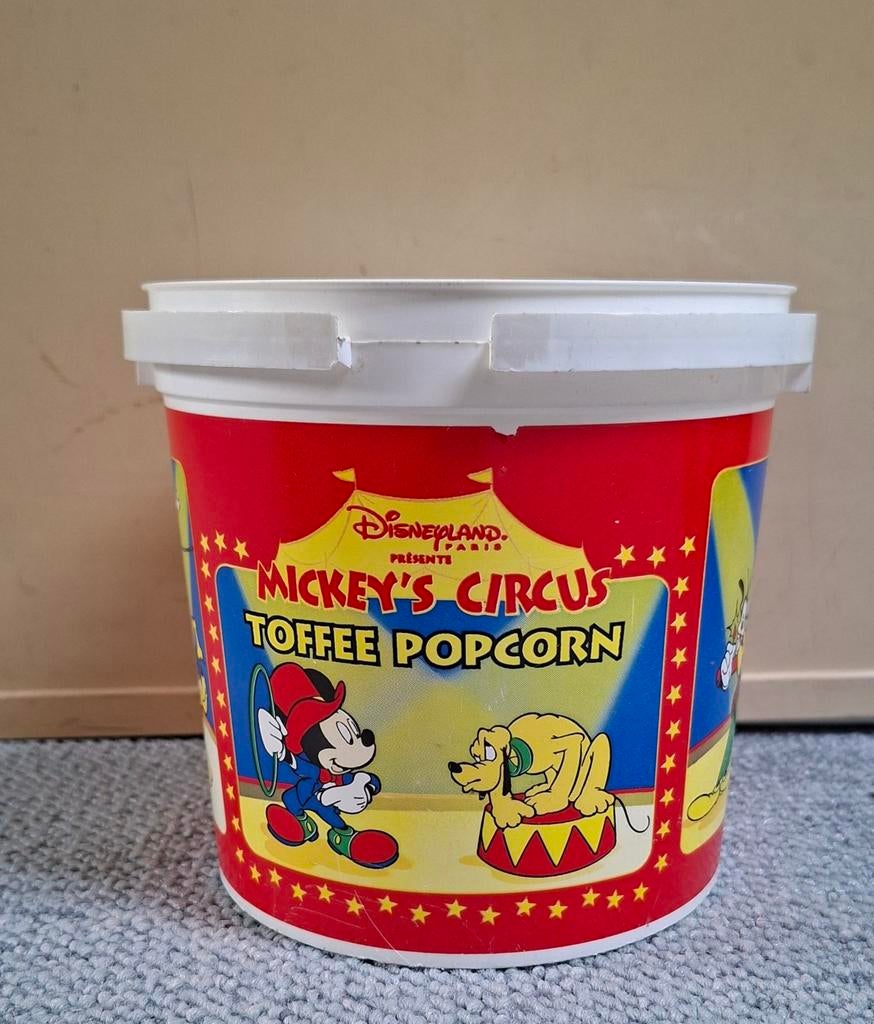 Disneyland.
PARIS
PRÉSENTE
MICKEY'S CIRCUS
TOFFEE POPCORN